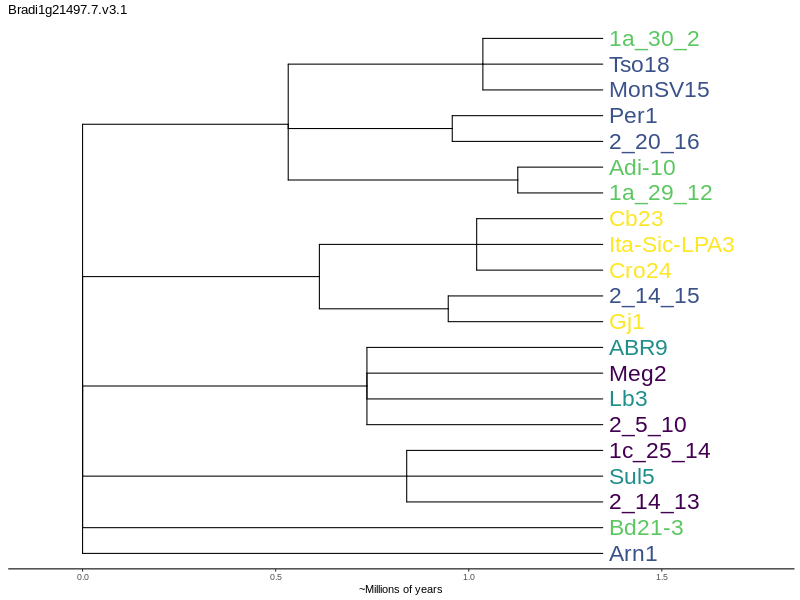 Bradi1g21497.7.v3.1
1a_30_2
Tso18
MonSV15
Per1
2_20_16
Adi-10
1a_29_12
Cb23
Ita-Sic-LPA3
Cro24
2_14_15
Gj1
ABR9
Meg2
Lb3
2_5_10
1c_25_14
Sul5
2_14_13
Bd21-3
Arn1
0.0 0.5 1.0 1.5
~Millions of years